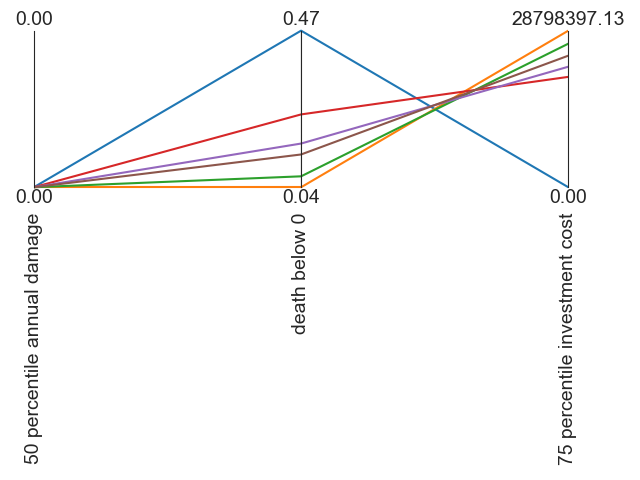 0.00
0.47
28798397.13
0.00
0.04
0.00
50 percentile annual damage
death below 0
75 percentile investment cost